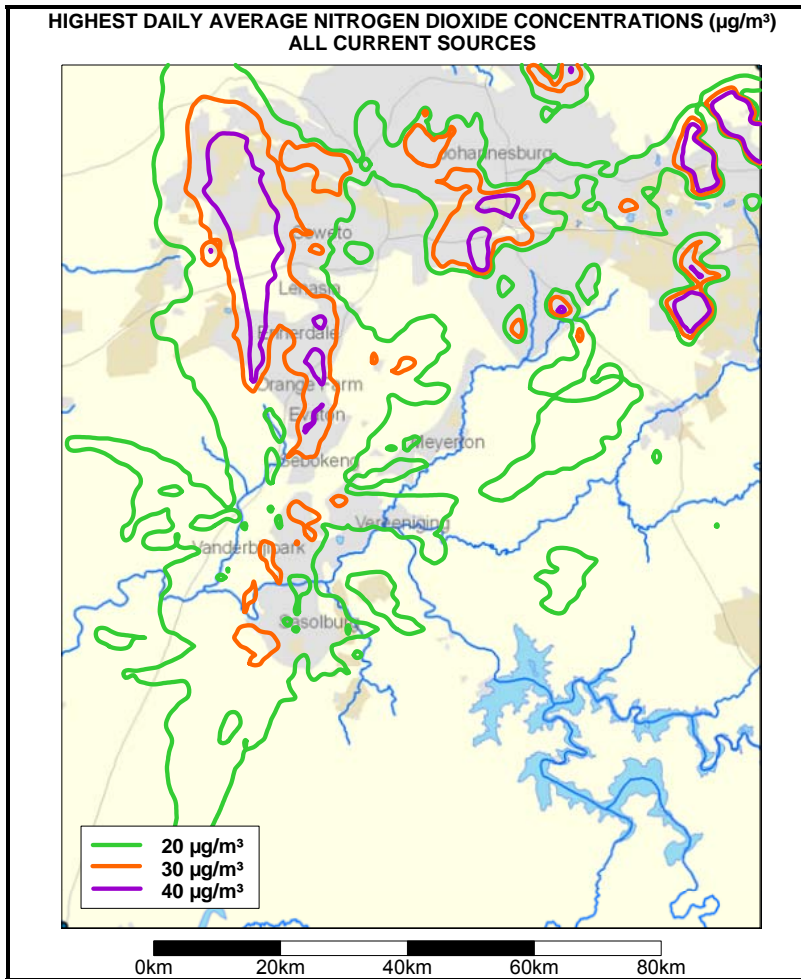 HIGHEST DAILY AVERAGE NITROGEN DIOXIDE CONCENTRATIONS (µg/m³)
ALL CURRENT SOURCES
Johannesburg
Soweto
Lenasia
Ennerdale
Orange Farm
Evaton
Meyerton
Sebokeng
Vereeniging
Vanderbijlpark
Sasolburg
20 µg/m³
30 µg/m³
40 µg/m³
0km 20km 40km 60km 80km